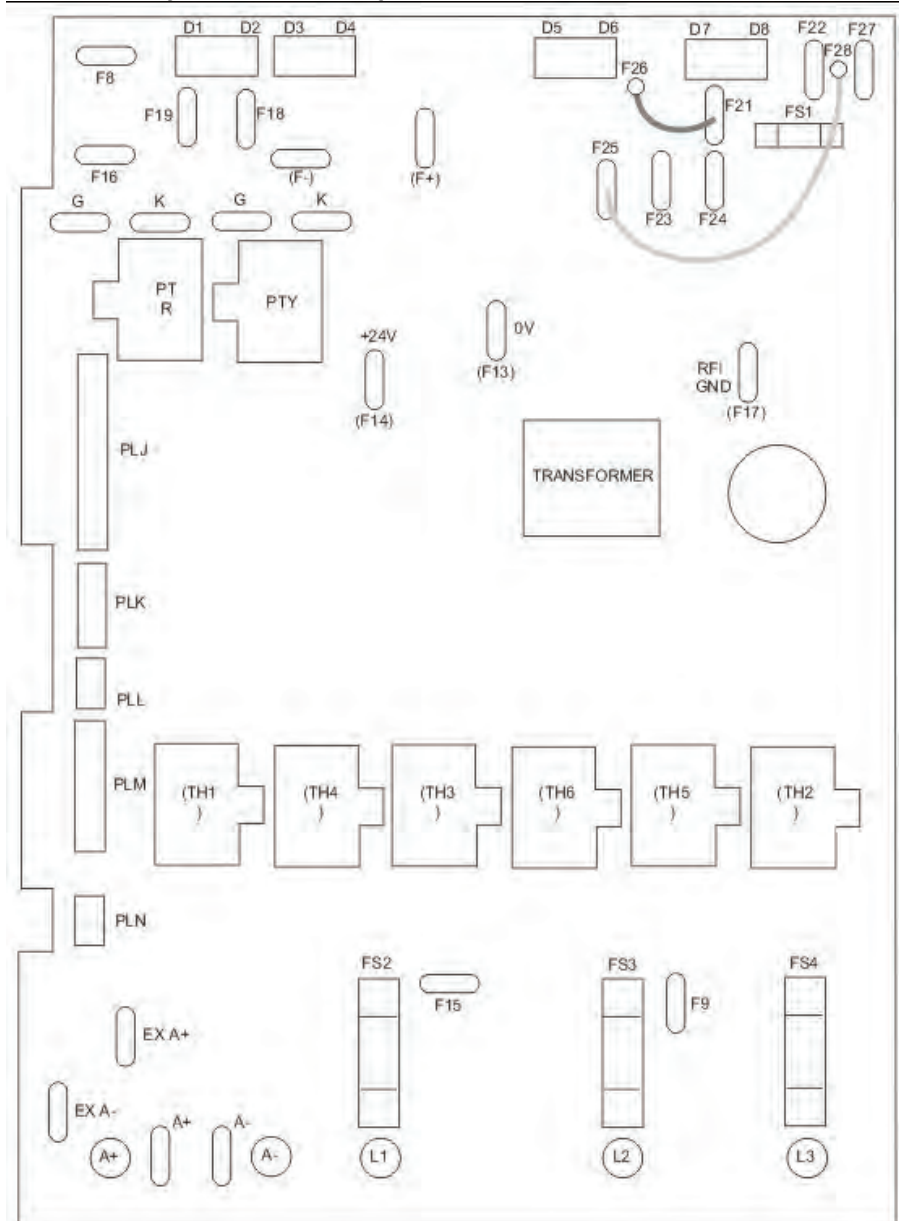 D1 D2 D3 D4 D5 D6 D7 D8 F22 F27
F8 F26 F28
F19 F18 F21 FS1
F16 (F-) (F+) F25
F23 F24
G K G K
PT
R
PTY
+24V 0V
(F14) (F13)
RFI
GND
(F17)
PLJ
TRANSFORMER
PLK
PLL
PLM
(TH1
)
(TH4
)
(TH3
)
(TH6
)
(TH5
)
(TH2
)
PLN
FS2 FS3 FS4
F15 F9
EX A+
EX A-
A+ A-
A+ A- L1 L2 L3